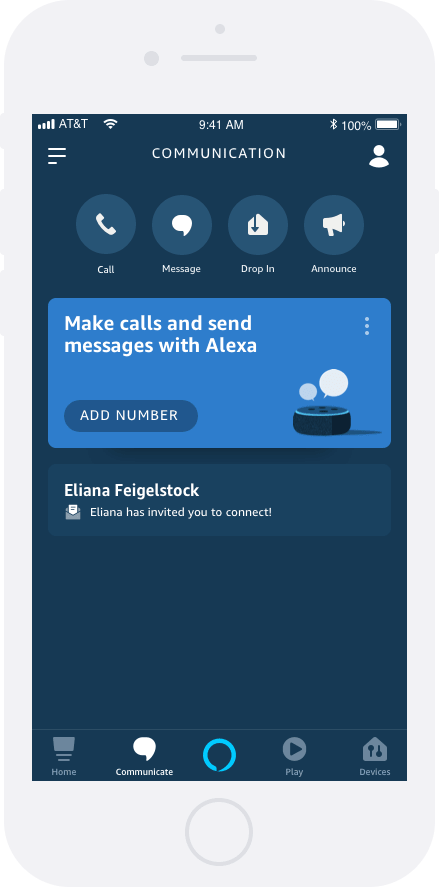 AT&T 9:41 AM 100%
COMMUNICATION
Call Message Drop In Announce
Make calls and send
messages with Alexa
ADD NUMBER
Eliana Feigelstock
Eliana has invited you to connect!
Home Communicate Play Devices